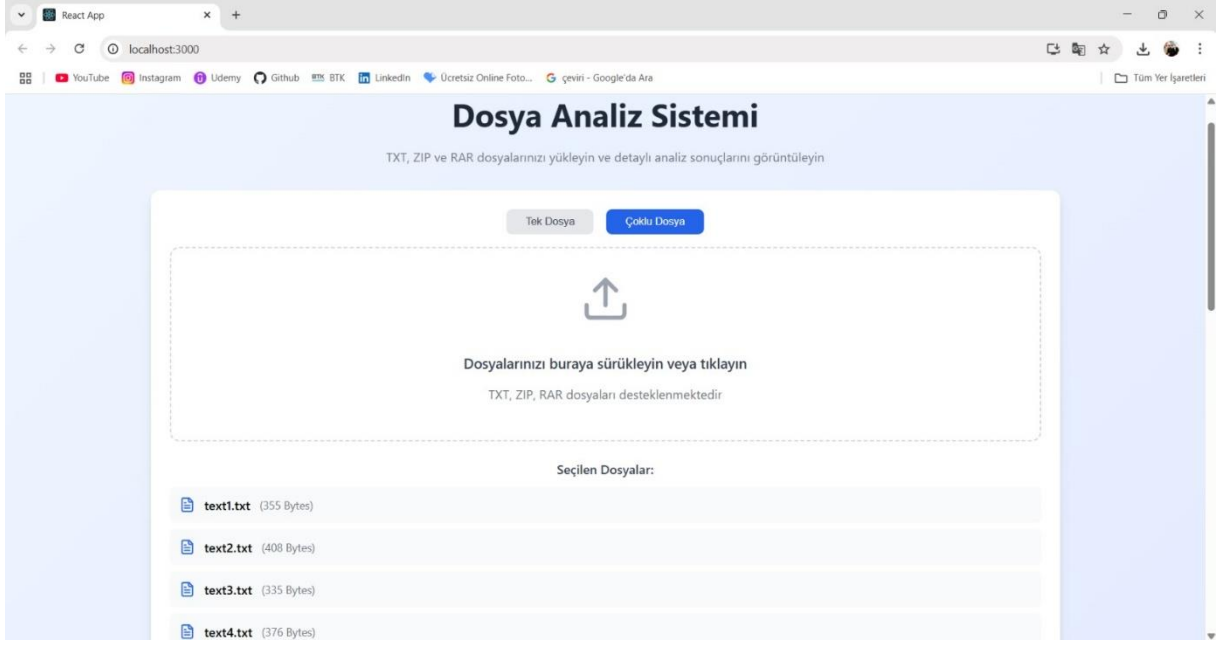 React App
localhost:3000
YouTube Instagram Udemy Github BTK BTK LinkedIn Ücretsiz Online Foto... çeviri - Google'da Ara Tüm Yer İşaretleri
Dosya Analiz Sistemi
TXT, ZIP ve RAR dosyalarınızı yükleyin ve detaylı analiz sonuçlarını görüntüleyin
Tek Dosya Çoklu Dosya
Dosyalarınızı buraya sürükleyin veya tıklayın
TXT, ZIP, RAR dosyaları desteklenmektedir
Seçilen Dosyalar:
text1.txt (355 Bytes)
text2.txt (408 Bytes)
text3.txt (335 Bytes)
text4.txt (376 Bytes)